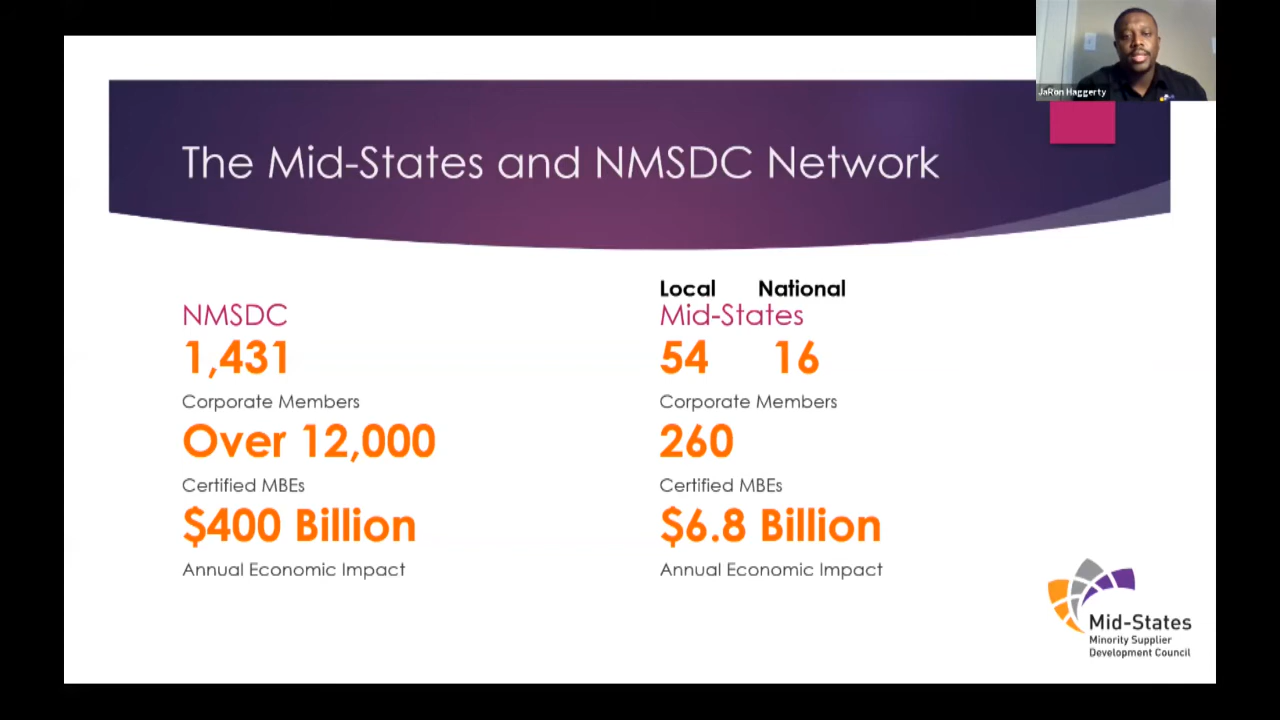 JaRon Haggerty
The Mid-States and NMSDC Network
NMSDC
1,431
Corporate Members
Over 12,000
Certified MBEs
$400 Billion
Annual Economic Impact
Local National
Mid-States
54 16
Corporate Members
260
Certified MBEs
$6.8 Billion
Annual Economic Impact
Mid-States
Minority Supplier
Development Council